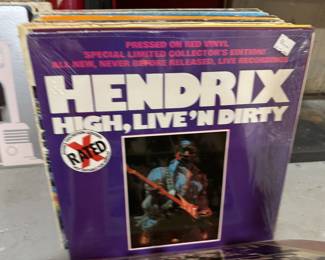 PRESSED ON RED VINYL
SPECIAL LIMITED COLLECTOR'S EDITION!
ALL NEW, NEVER BEFORE RELEASED, LIVE RECORDINGS
HENDRIX
HIGH, LIVE 'N DIRTY
X
RATED